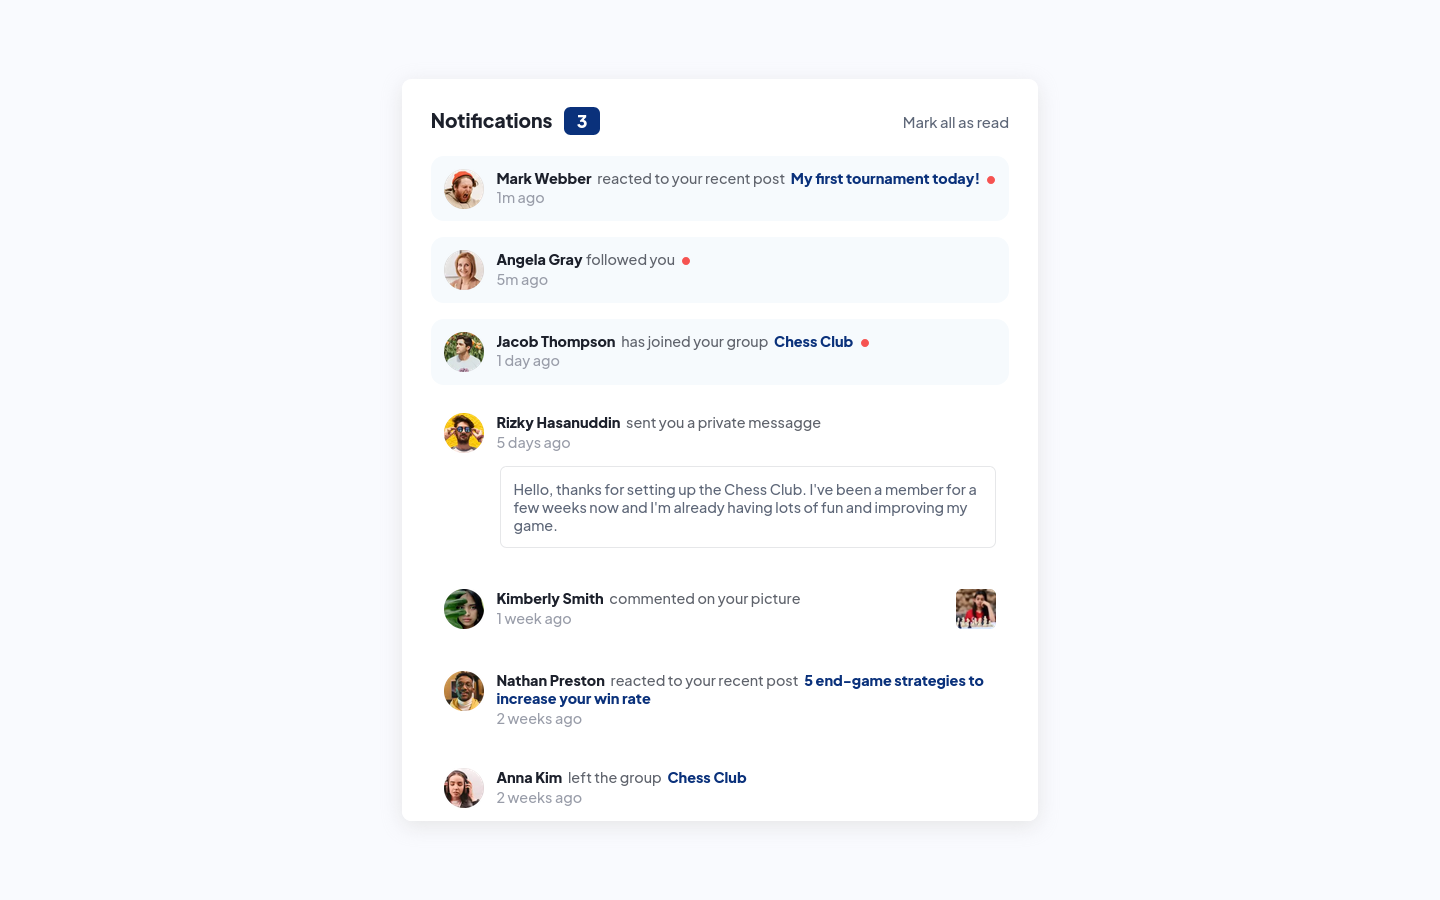 Notifications 3 Mark all as read
Mark Webber reacted to your recent post My first tournament today!
1m ago
Angela Gray followed you
5m ago
Jacob Thompson has joined your group Chess Club
1 day ago
Rizky Hasanuddin sent you a private messagge
5 days ago
Hello, thanks for setting up the Chess Club. I've been a member for a
few weeks now and I'm already having lots of fun and improving my
game.
Kimberly Smith commented on your picture
1 week ago
Nathan Preston reacted to your recent post 5 end-game strategies to
increase your win rate
2 weeks ago
Anna Kim left the group Chess Club
2 weeks ago